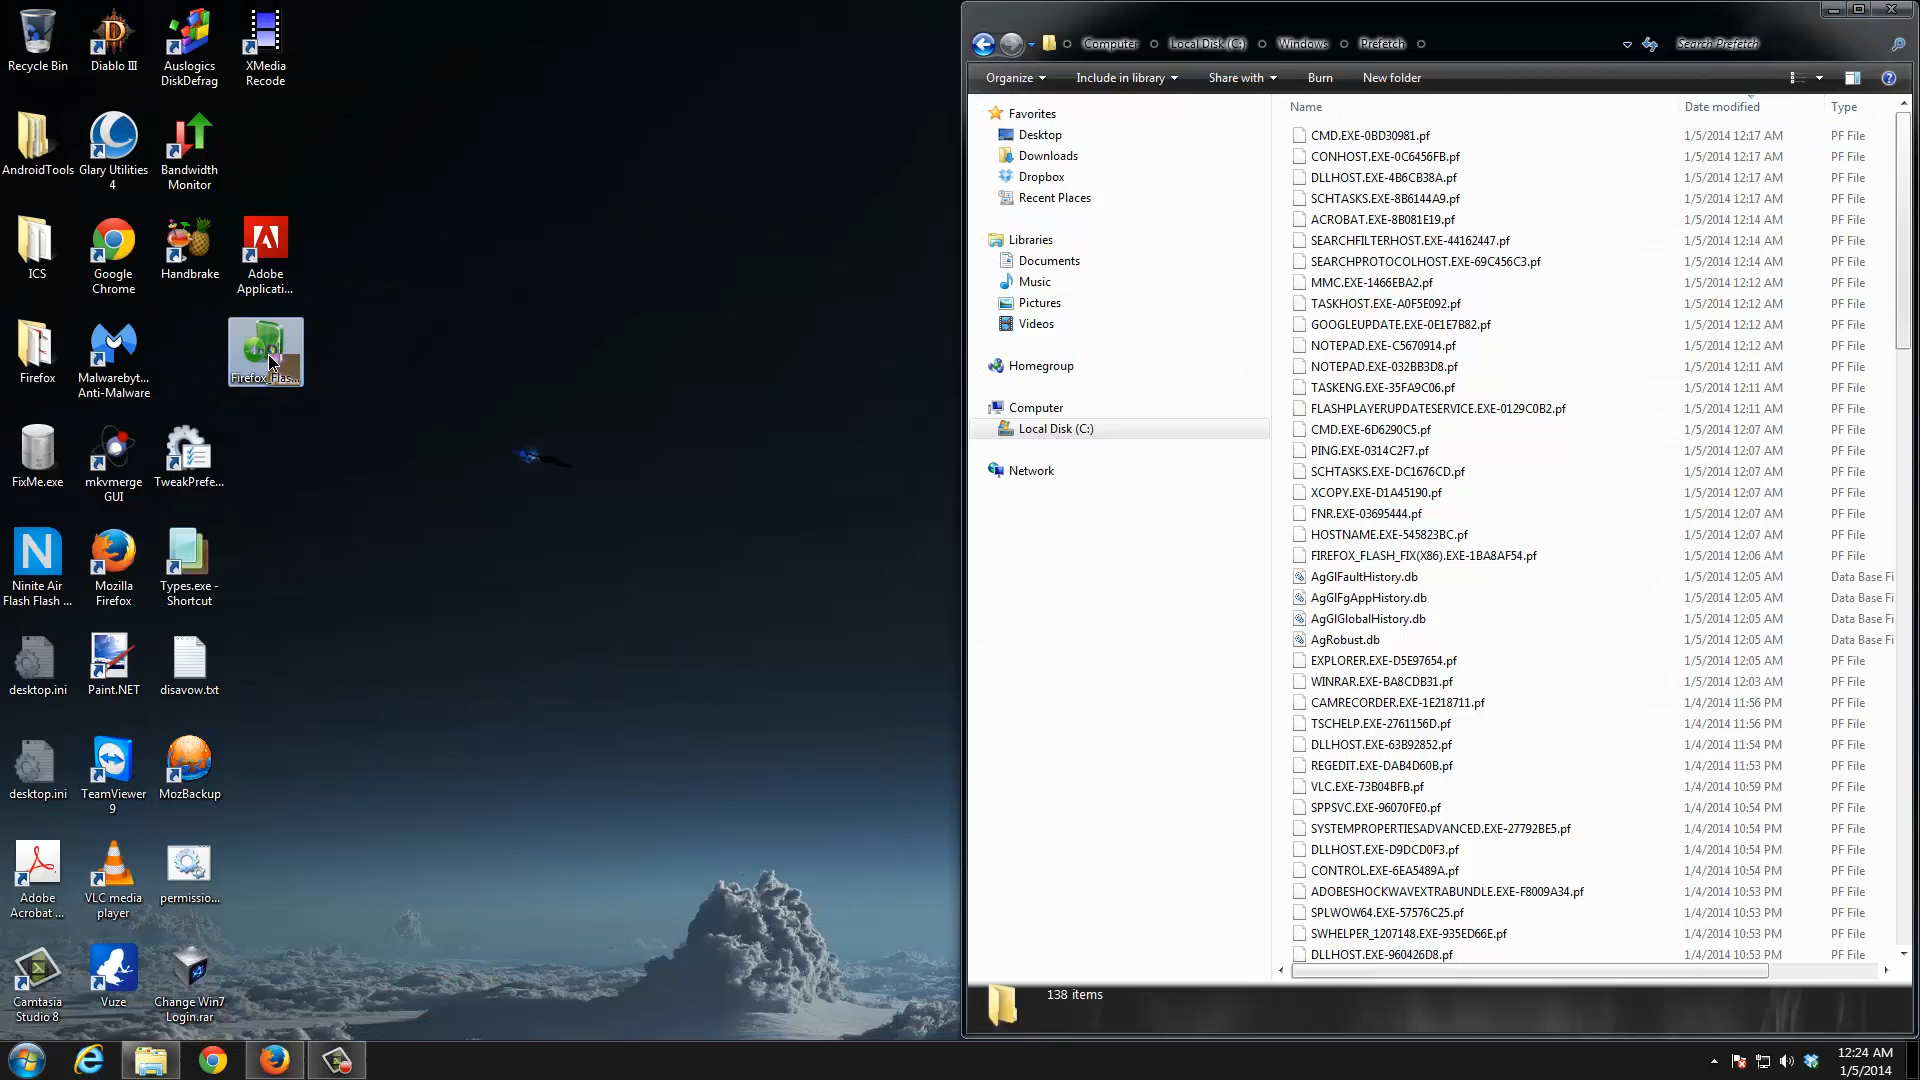 Recycle Bin
Diablo III
Auslogics
DiskDefrag
XMedia
Recode
AndroidTools
Glary Utilities
4
Bandwidth
Monitor
ICS
Google
Chrome
Handbrake
Adobe
Applicati...
Firefox
Malwarebyt...
Anti-Malware
Firefox_Flas...
FixMe.exe
mkvmerge
GUI
TweakPrefe...
Ninite Air
Flash Flash ...
Mozilla
Firefox
Types.exe -
Shortcut
desktop.ini
Paint.NET
disavow.txt
desktop.ini
TeamViewer
9
MozBackup
Adobe
Acrobat ...
VLC media
player
permissio...
Camtasia
Studio 8
Vuze
Change Win7
Login.rar
Computer Local Disk (C:) Windows Prefetch
Search Prefetch
Organize Include in library Share with Burn New folder
Favorites
Desktop
Downloads
Dropbox
Recent Places
Libraries
Documents
Music
Pictures
Videos
Homegroup
Computer
Local Disk (C:)
Network
Name Date modified Type
CMD.EXE-0BD30981.pf 1/5/2014 12:17 AM PF File
CONHOST.EXE-0C6456FB.pf 1/5/2014 12:17 AM PF File
DLLHOST.EXE-4B6CB38A.pf 1/5/2014 12:17 AM PF File
SCHTASKS.EXE-8B6144A9.pf 1/5/2014 12:17 AM PF File
ACROBAT.EXE-8B081E19.pf 1/5/2014 12:14 AM PF File
SEARCHFILTERHOST.EXE-44162447.pf 1/5/2014 12:14 AM PF File
SEARCHPROTOCOLHOST.EXE-69C456C3.pf 1/5/2014 12:14 AM PF File
MMC.EXE-1466EBA2.pf 1/5/2014 12:12 AM PF File
TASKHOST.EXE-A0F5E092.pf 1/5/2014 12:12 AM PF File
GOOGLEUPDATE.EXE-0E1E7B82.pf 1/5/2014 12:12 AM PF File
NOTEPAD.EXE-C5670914.pf 1/5/2014 12:12 AM PF File
NOTEPAD.EXE-032BB3D8.pf 1/5/2014 12:11 AM PF File
TASKENG.EXE-35FA9C06.pf 1/5/2014 12:11 AM PF File
FLASHPLAYERUPDATESERVICE.EXE-0129C0B2.pf 1/5/2014 12:11 AM PF File
CMD.EXE-6D6290C5.pf 1/5/2014 12:07 AM PF File
PING.EXE-0314C2F7.pf 1/5/2014 12:07 AM PF File
SCHTASKS.EXE-DC1676CD.pf 1/5/2014 12:07 AM PF File
XCOPY.EXE-D1A45190.pf 1/5/2014 12:07 AM PF File
FNR.EXE-03695444.pf 1/5/2014 12:07 AM PF File
HOSTNAME.EXE-545823BC.pf 1/5/2014 12:07 AM PF File
FIREFOX_FLASH_FIX(X86).EXE-1BA8AF54.pf 1/5/2014 12:06 AM PF File
AgGlFaultHistory.db 1/5/2014 12:05 AM Data Base Fi
AgGlFgAppHistory.db 1/5/2014 12:05 AM Data Base Fi
AgGlGlobalHistory.db 1/5/2014 12:05 AM Data Base Fi
AgRobust.db 1/5/2014 12:05 AM Data Base Fi
EXPLORER.EXE-D5E97654.pf 1/5/2014 12:05 AM PF File
WINRAR.EXE-BA8CDB31.pf 1/5/2014 12:03 AM PF File
CAMRECORDER.EXE-1E218711.pf 1/4/2014 11:56 PM PF File
TSCHELP.EXE-2761156D.pf 1/4/2014 11:56 PM PF File
DLLHOST.EXE-63B92852.pf 1/4/2014 11:54 PM PF File
REGEDIT.EXE-DAB4D60B.pf 1/4/2014 11:53 PM PF File
VLC.EXE-73B04BFB.pf 1/4/2014 10:59 PM PF File
SPPSVC.EXE-96070FE0.pf 1/4/2014 10:54 PM PF File
SYSTEMPROPERTIESADVANCED.EXE-27792BE5.pf 1/4/2014 10:54 PM PF File
DLLHOST.EXE-D9DCD0F3.pf 1/4/2014 10:54 PM PF File
CONTROL.EXE-6EA5489A.pf 1/4/2014 10:54 PM PF File
ADOBESHOCKWAVEXTRABUNDLE.EXE-F8009A34.pf 1/4/2014 10:53 PM PF File
SPLWOW64.EXE-57576C25.pf 1/4/2014 10:53 PM PF File
SWHELPER_1207148.EXE-935ED66E.pf 1/4/2014 10:53 PM PF File
DLLHOST.EXE-960426D8.pf 1/4/2014 10:53 PM PF File
138 items
12:24 AM
1/5/2014